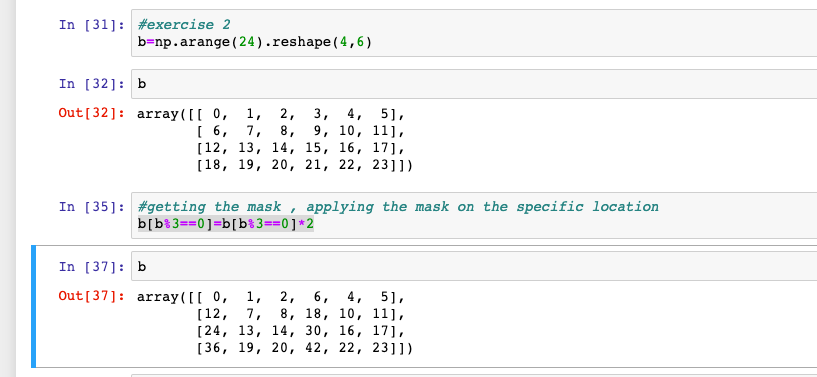 In [31]: #exercise 2
b=np.arange(24).reshape(4,6)
In [32]: b
Out[32]: array([[ 0,  1,  2,  3,  4,  5],
       [ 6,  7,  8,  9, 10, 11],
       [12, 13, 14, 15, 16, 17],
       [18, 19, 20, 21, 22, 23]])
In [35]: #getting the mask , applying the mask on the specific location
b[b%3==0]=b[b%3==0]*2
In [37]: b
Out[37]: array([[ 0,  1,  2,  6,  4,  5],
       [12,  7,  8, 18, 10, 11],
       [24, 13, 14, 30, 16, 17],
       [36, 19, 20, 42, 22, 23]])